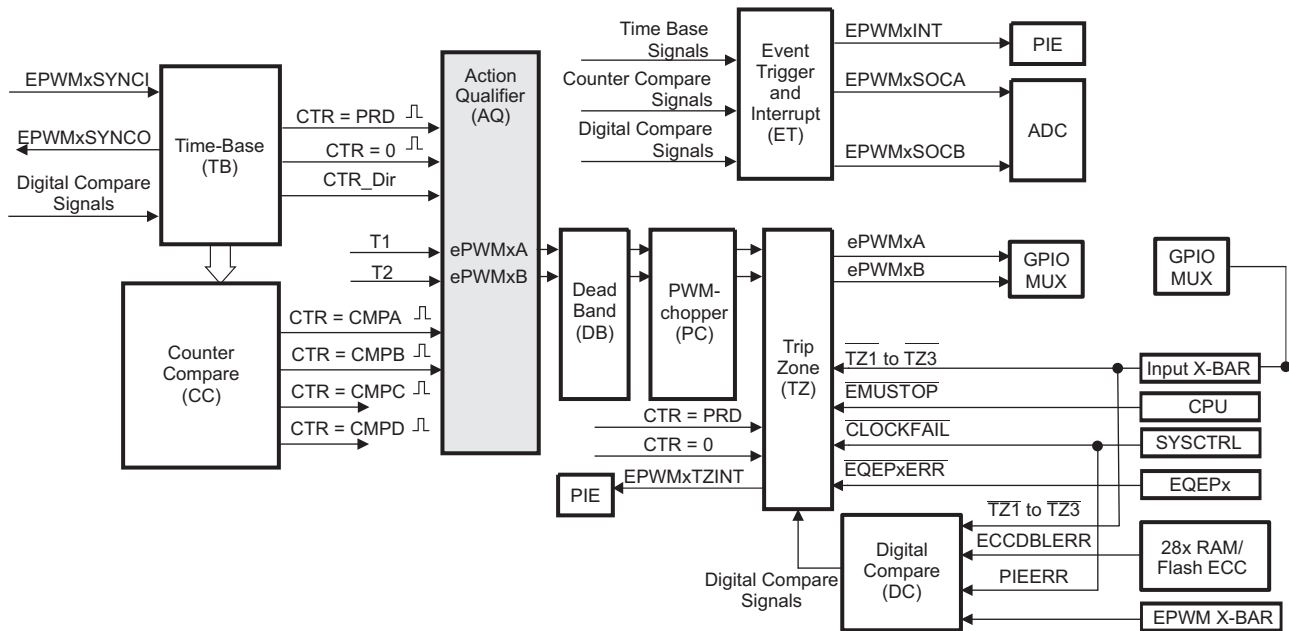 EPWMxSYNCI
EPWMxSYNCO
Digital Compare
Signals
Time-Base
(TB)
CTR = PRD
CTR = 0
CTR_Dir
Action
Qualifier
(AQ)
T1
T2
ePWMxA
ePWMxB
Counter
Compare
(CC)
CTR = CMPA
CTR = CMPB
CTR = CMPC
CTR = CMPD
Time Base
Signals
Counter Compare
Signals
Digital Compare
Signals
Event
Trigger
and
Interrupt
(ET)
EPWMxINT
EPWMxSOCA
EPWMxSOCB
PIE
ADC
Dead
Band
(DB)
PWM-
chopper
(PC)
Trip
Zone
(TZ)
ePWMxA
ePWMxB
GPIO
MUX
GPIO
MUX
TZ1 to TZ3
EMUSTOP
CLOCKFAIL
EQEPxERR
Input X-BAR
CPU
SYSCTRL
EQEPx
CTR = PRD
CTR = 0
EPWMxTZINT
PIE
Digital Compare
Signals
Digital
Compare
(DC)
TZ1 to TZ3
ECCDBLERR
PIEERR
28x RAM/
Flash ECC
EPWM X-BAR